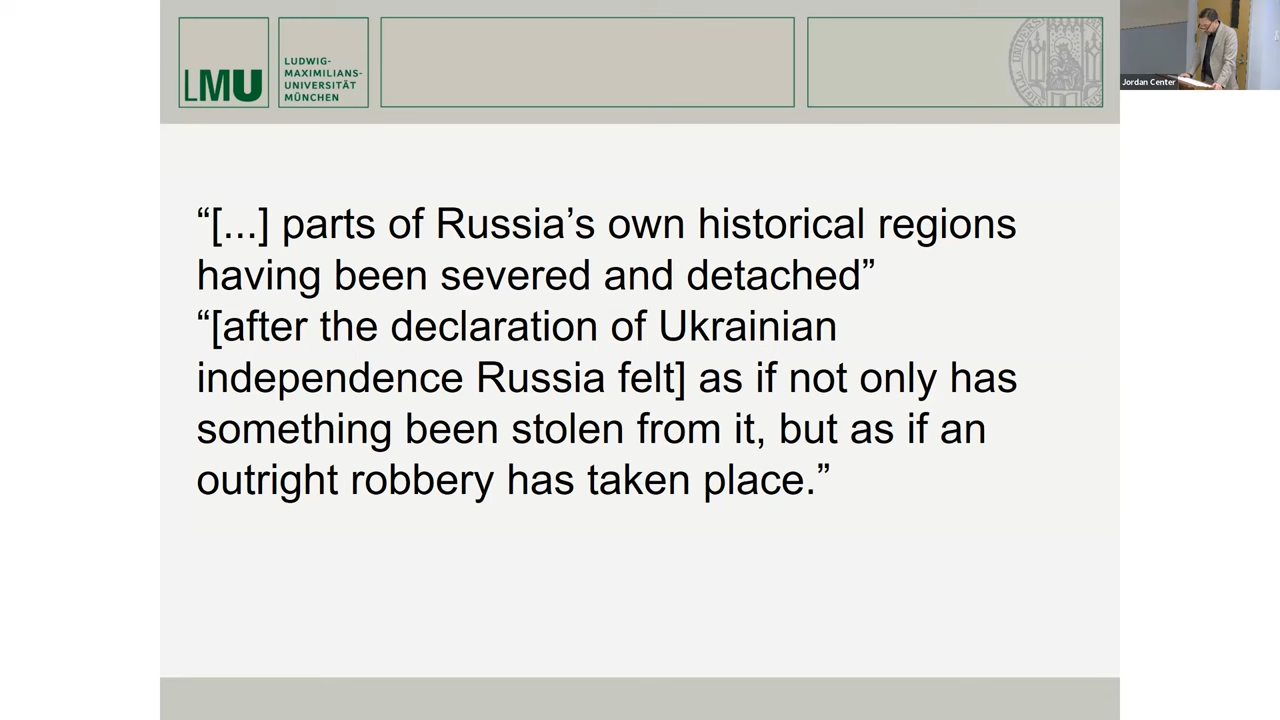 LMU
LUDWIG-
MAXIMILIANS-
UNIVERSITÄT
MÜNCHEN
Jordan Center
“[...] parts of Russia’s own historical regions
having been severed and detached”
“[after the declaration of Ukrainian
independence Russia felt] as if not only has
something been stolen from it, but as if an
outright robbery has taken place.”